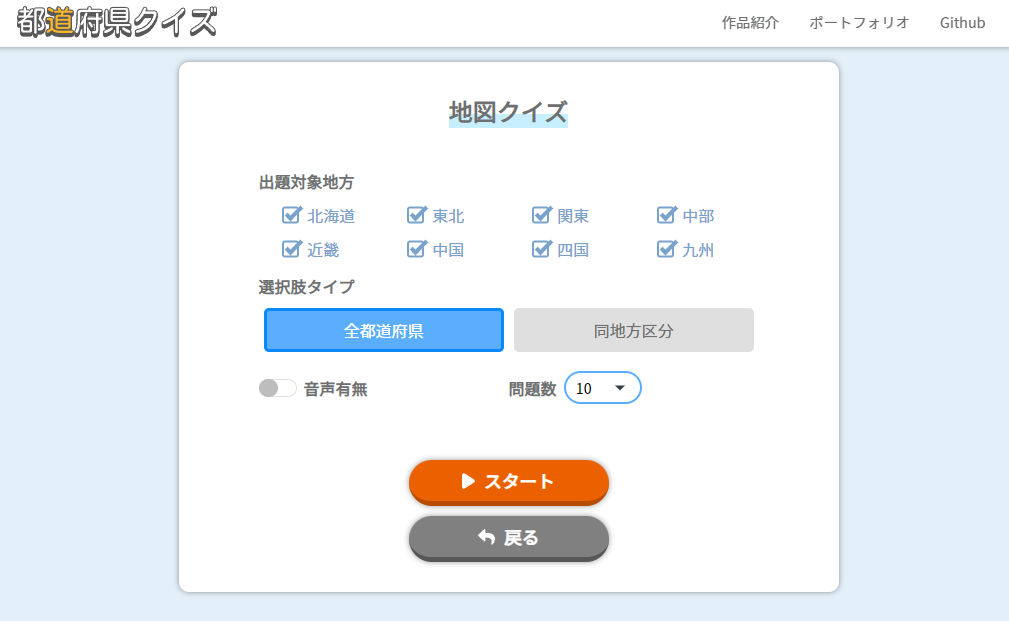 都道府県クイズ 作品紹介 ポートフォリオ Github
地図クイズ
出題対象地方
北海道 東北 関東 中部
近畿 中国 四国 九州
選択肢タイプ
全都道府県 同地方区分
音声有無 問題数 10
スタート
戻る